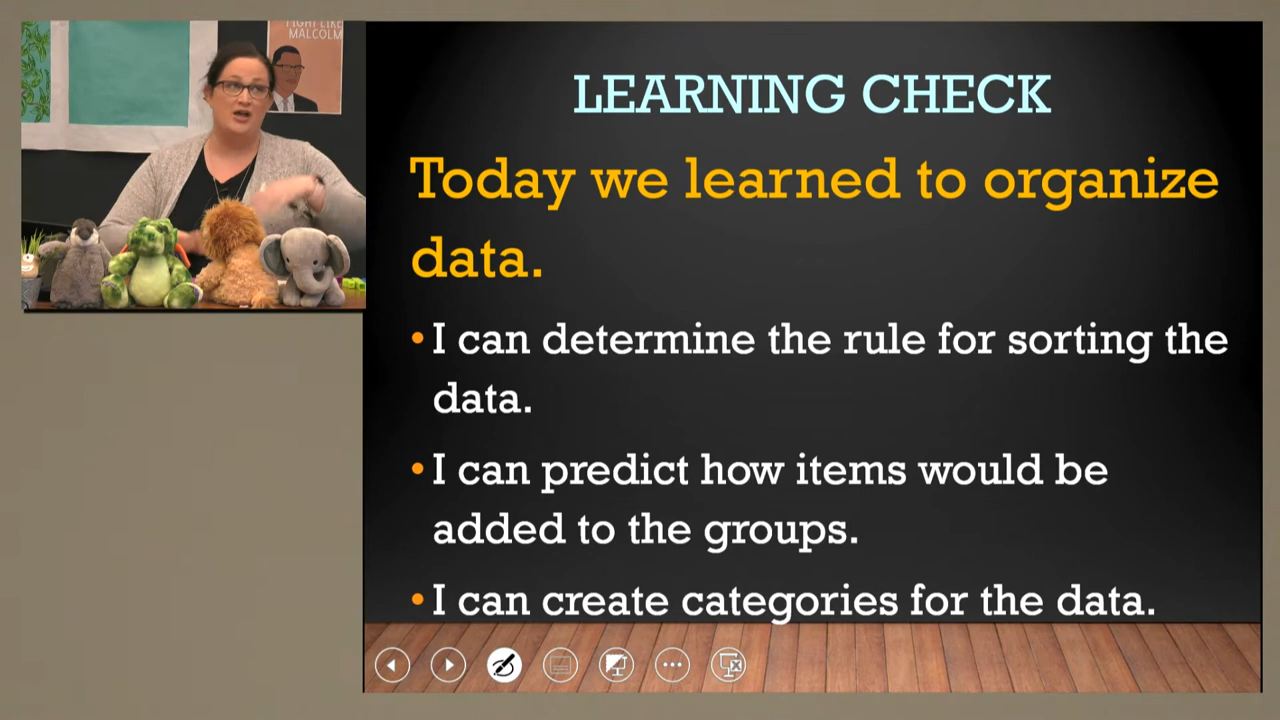 FIGHT LIKE
MALCOLM
LEARNING CHECK
Today we learned to organize
data.
•I can determine the rule for sorting the
data.
•I can predict how items would be
added to the groups.
•I can create categories for the data.